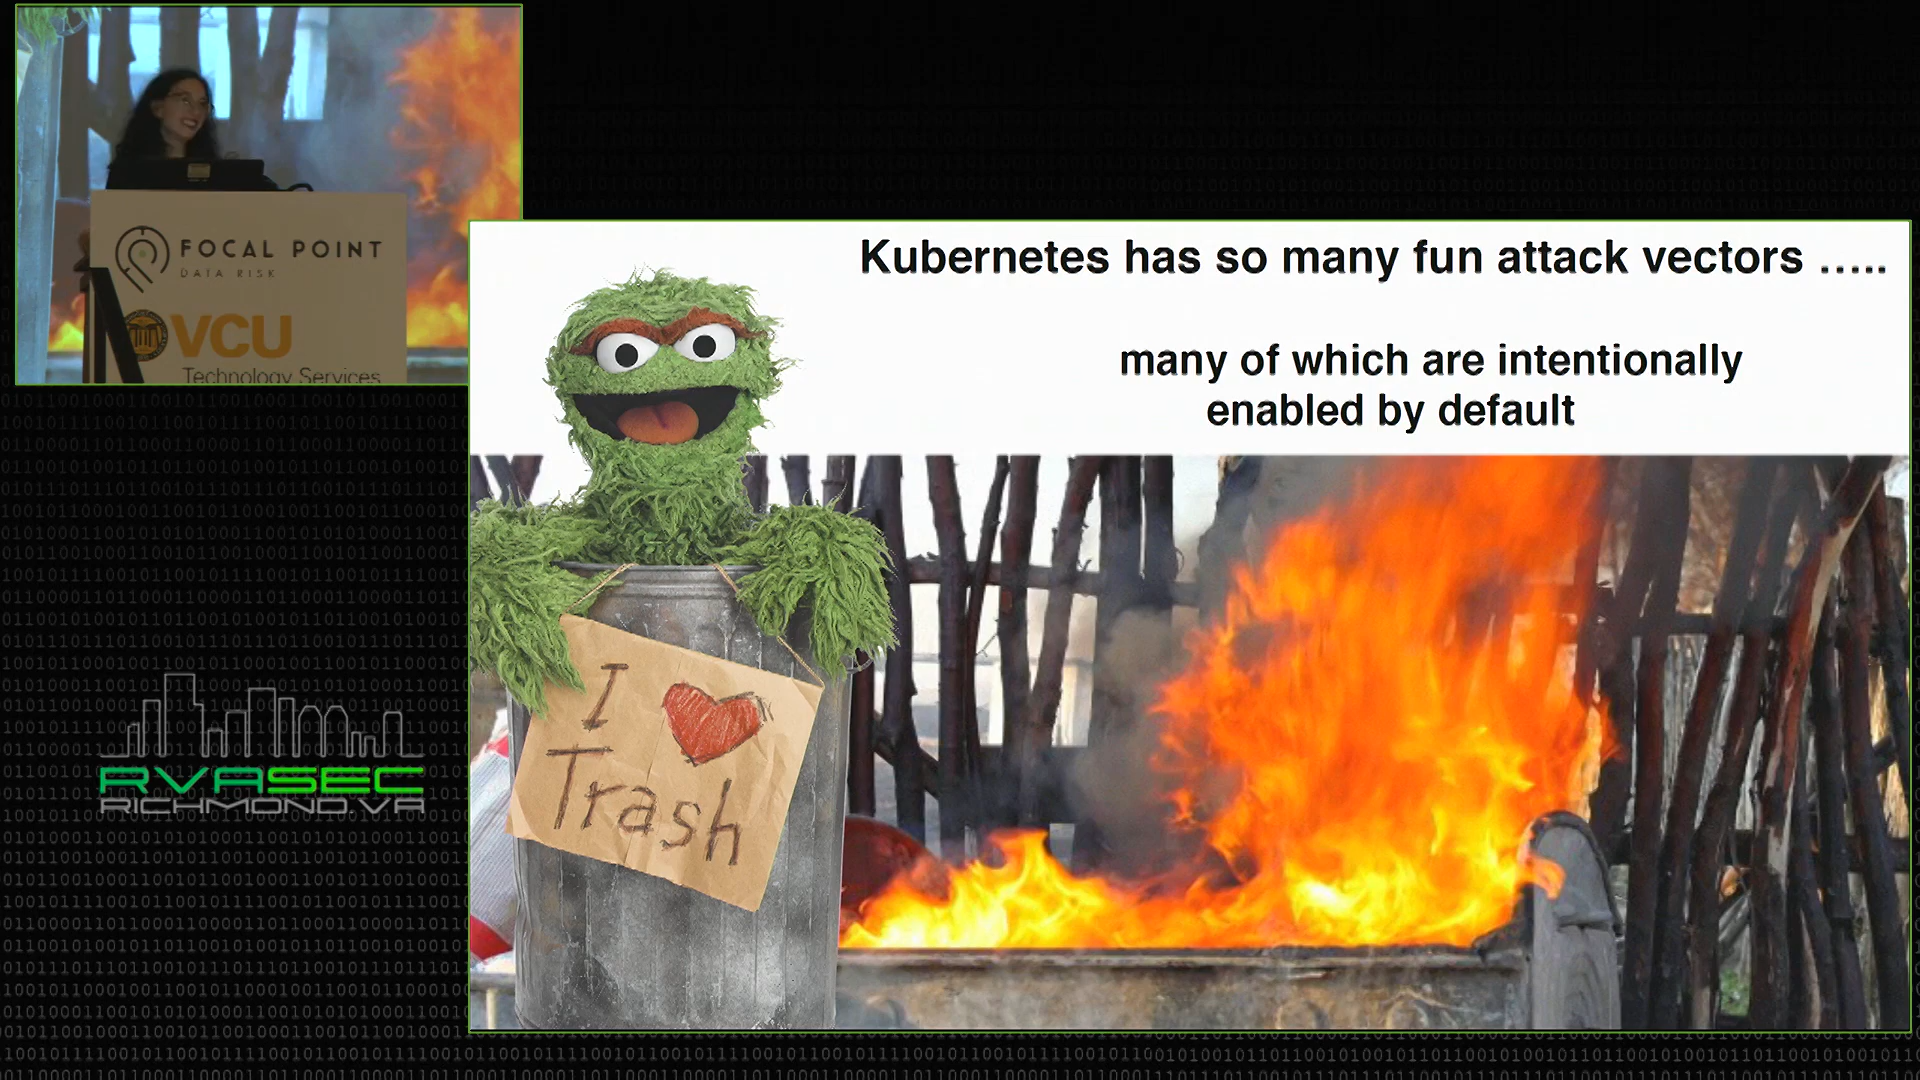 FOCAL POINT
DATA RISK
VCU
Technology Services
Kubernetes has so many fun attack vectors .....
many of which are intentionally
enabled by default
I
Trash
RVASEC
RICHMOND.VA